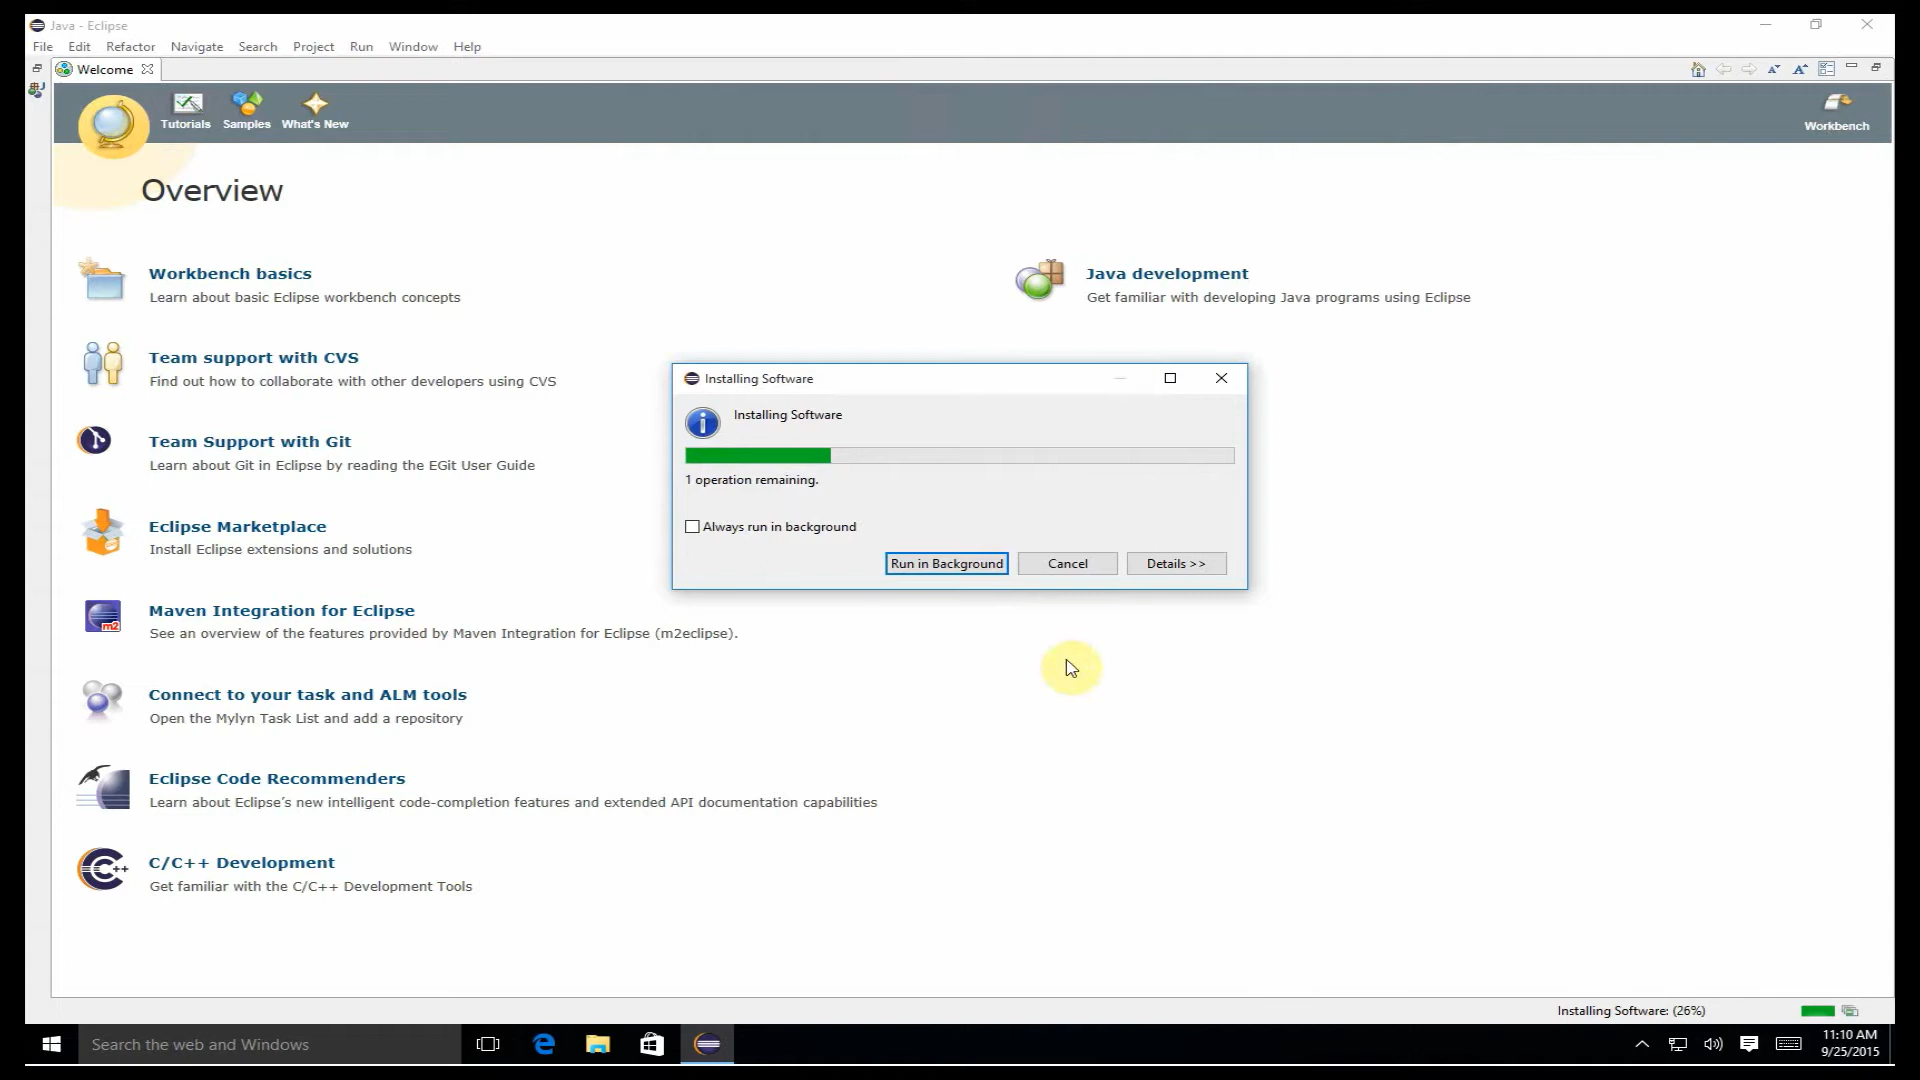 Java - Eclipse
File Edit Refactor Navigate Search Project Run Window Help
Welcome
Tutorials Samples What's New Workbench
Overview
Workbench basics
Learn about basic Eclipse workbench concepts
Java development
Get familiar with developing Java programs using Eclipse
Team support with CVS
Find out how to collaborate with other developers using CVS
Team Support with Git
Learn about Git in Eclipse by reading the EGit User Guide
Eclipse Marketplace
Install Eclipse extensions and solutions
Maven Integration for Eclipse
m2
See an overview of the features provided by Maven Integration for Eclipse (m2eclipse).
Connect to your task and ALM tools
Open the Mylyn Task List and add a repository
Eclipse Code Recommenders
Learn about Eclipse's new intelligent code-completion features and extended API documentation capabilities
C/C++ Development
Get familiar with the C/C++ Development Tools
Installing Software
Installing Software
1 operation remaining.
Always run in background
Run in Background Cancel Details >>
Installing Software: (26%)
Search the web and Windows
11:10 AM
9/25/2015